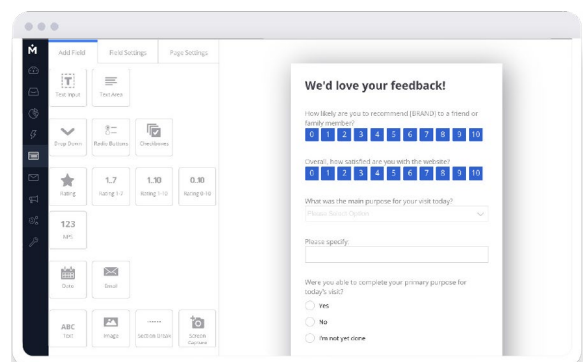 Add Field
Field Settings
Page Settings
Text Input
Text Area
Drop Down
Radio Buttons
Checkboxes
1..7
1..10
0..10
Rating
Rating 1-7
Rating 1-10
Rating 0-10
123
NPS
Date
Email
ABC
Text
Image
Section Break
Screen
Capture
We'd love your feedback!
How likely are you to recommend [BRAND] to a friend or
family member?
0 1 2 3 4 5 6 7 8 9 10
Overall, how satisfied are you with the website?
0 1 2 3 4 5 6 7 8 9 10
What was the main purpose for your visit today?
Please Select Option
Please specify:
Were you able to complete your primary purpose for
today's visit?
Yes
No
I'm not yet done